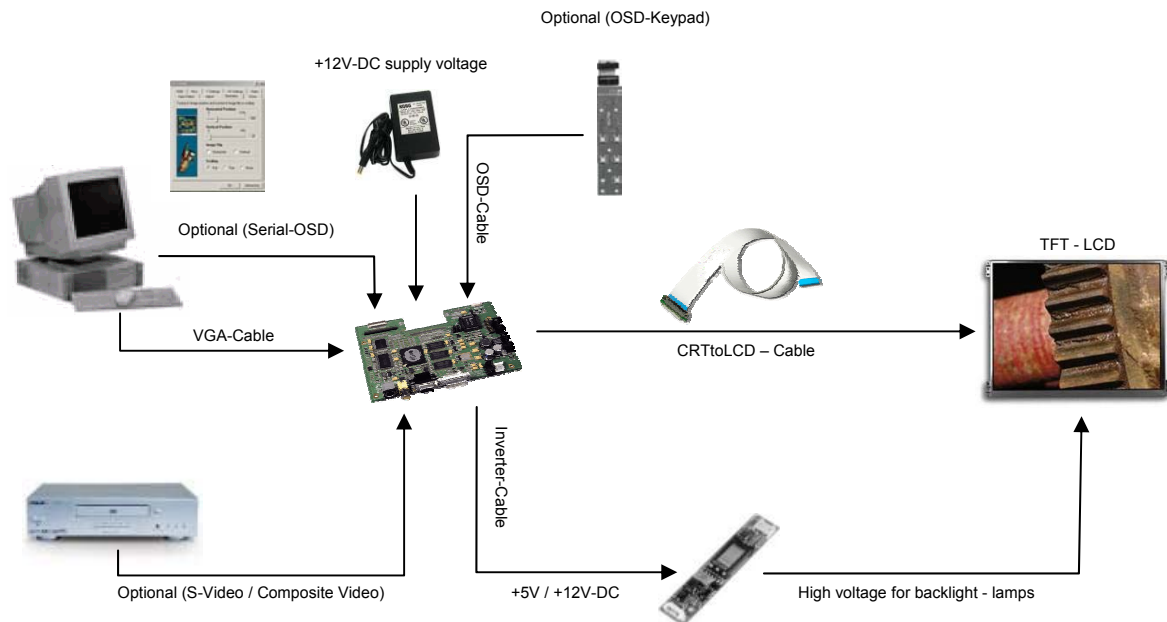 Optional (OSD-Keypad)
+12V-DC supply voltage
OSD-Cable
Optional (Serial-OSD)
TFT - LCD
VGA-Cable
CRTtoLCD – Cable
Inverter-Cable
Optional (S-Video / Composite Video)
+5V / +12V-DC
High voltage for backlight - lamps